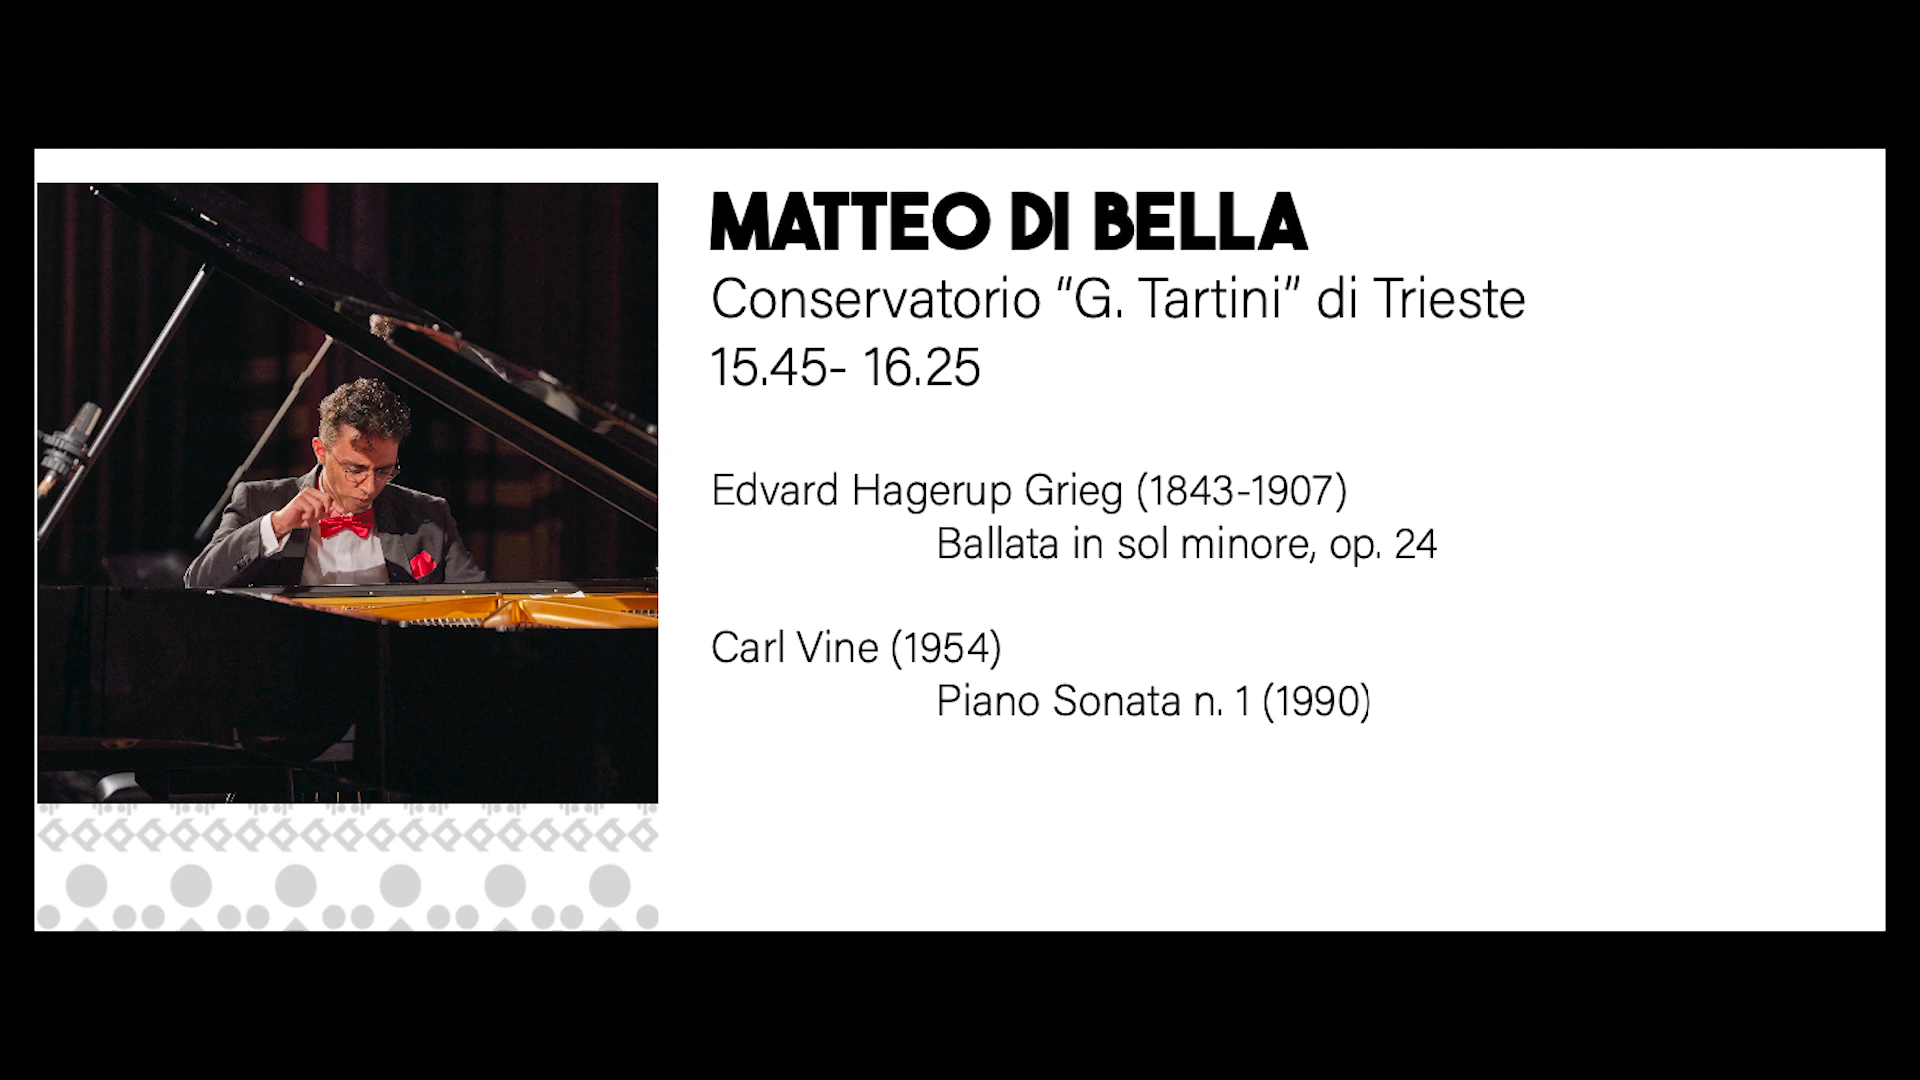 MATTEO DI BELLA
Conservatorio “G. Tartini” di Trieste
15.45- 16.25
Edvard Hagerup Grieg (1843-1907)
Ballata in sol minore, op. 24
Carl Vine (1954)
Piano Sonata n. 1 (1990)